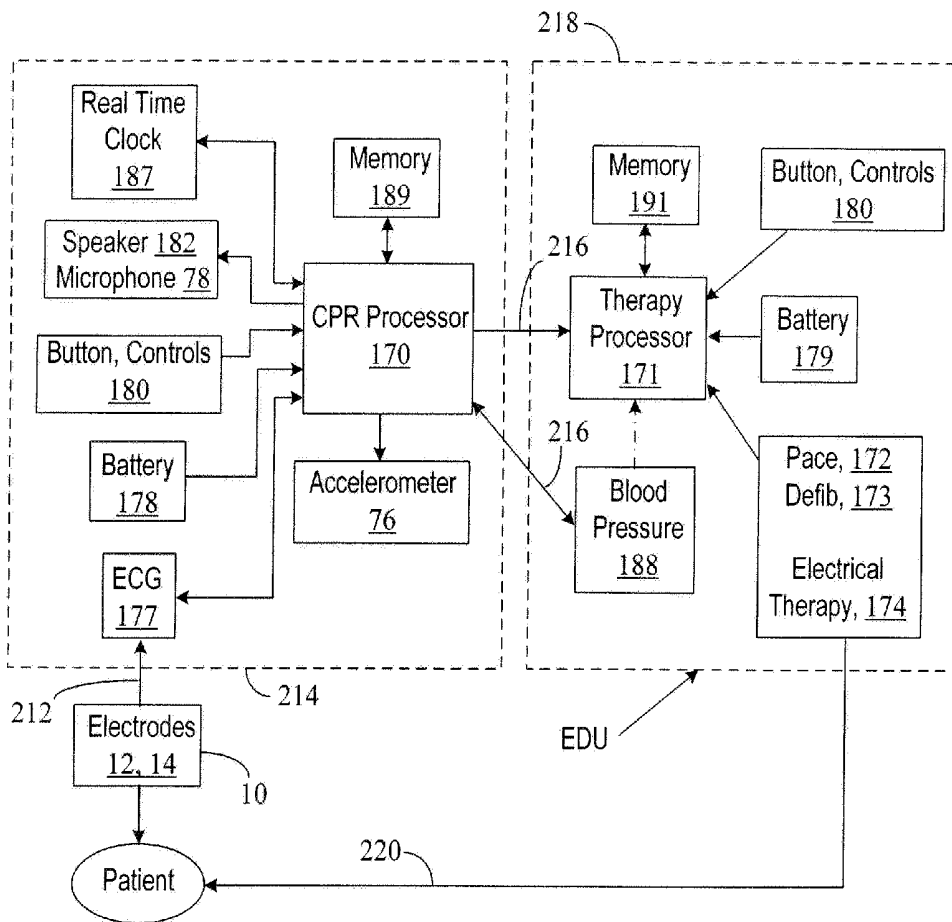 218
Real Time
Clock
187
Memory
189
Speaker 182
Microphone 78
CPR Processor
170
Button, Controls
180
Battery
178
Accelerometer
76
ECG
177
216
216
Memory
191
Button, Controls
180
Therapy
Processor
171
Battery
179
Blood
Pressure
188
Pace, 172
Defib, 173
Electrical
Therapy, 174
212
214
Electrodes
12, 14
10
EDU
220
Patient